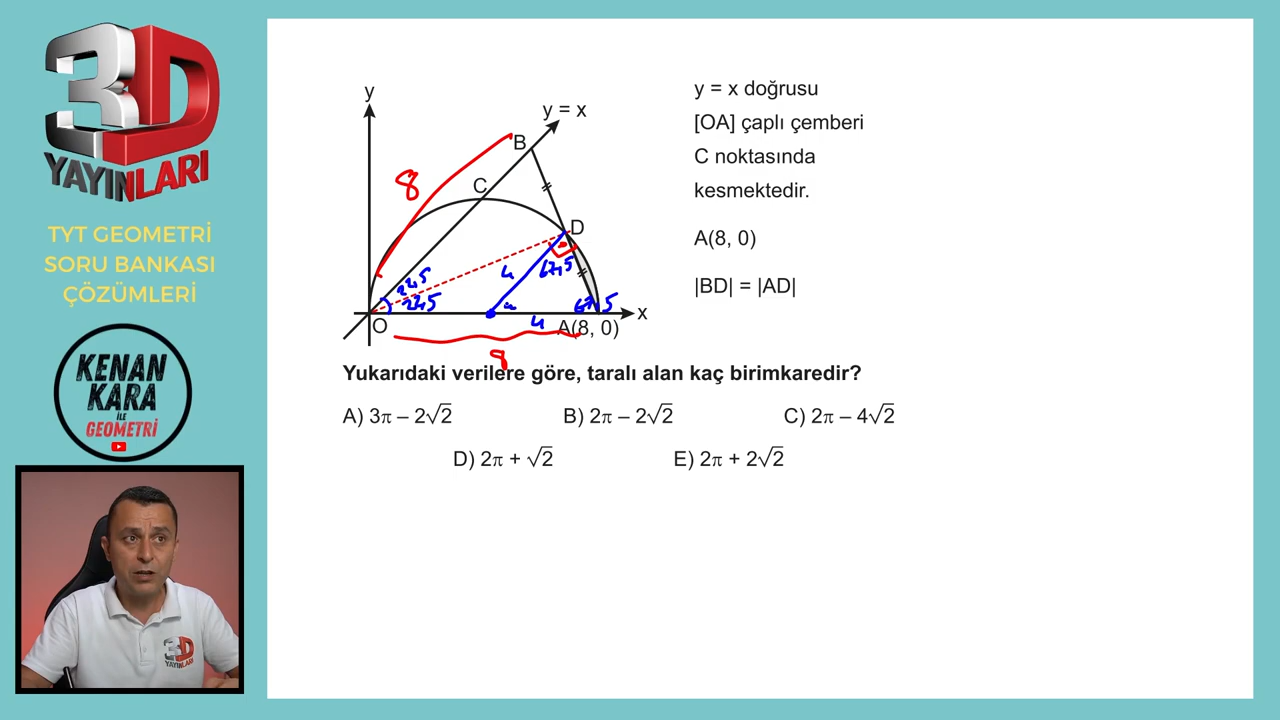 3D
YAYINLARI
TYT GEOMETRİ
SORU BANKASI
ÇÖZÜMLERİ
KENAN
KARA
İLE
GEOMETRİ
3D
YAYINLARI
y
y = x
B
8
C
D
22,5
22,5
4
67,5
4
67,5
O
A(8, 0)
x
8
y = x doğrusu
[OA] çaplı çemberi
C noktasında
kesmektedir.
A(8, 0)
|BD| = |AD|
Yukarıdaki verilere göre, taralı alan kaç birimkaredir?
A) 3π – 2√2 B) 2π – 2√2 C) 2π – 4√2
D) 2π + √2 E) 2π + 2√2